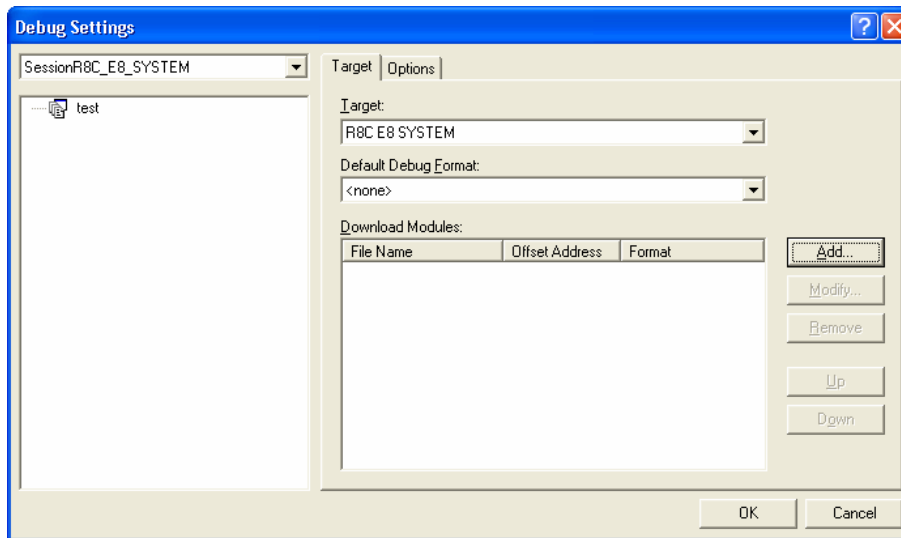 Debug Settings
SessionR8C_E8_SYSTEM
test
Target
Options
Target:
R8C E8 SYSTEM
Default Debug Format:
<none>
Download Modules:
File Name
Offset Address
Format
Add...
Modify...
Remove
Up
Down
OK
Cancel